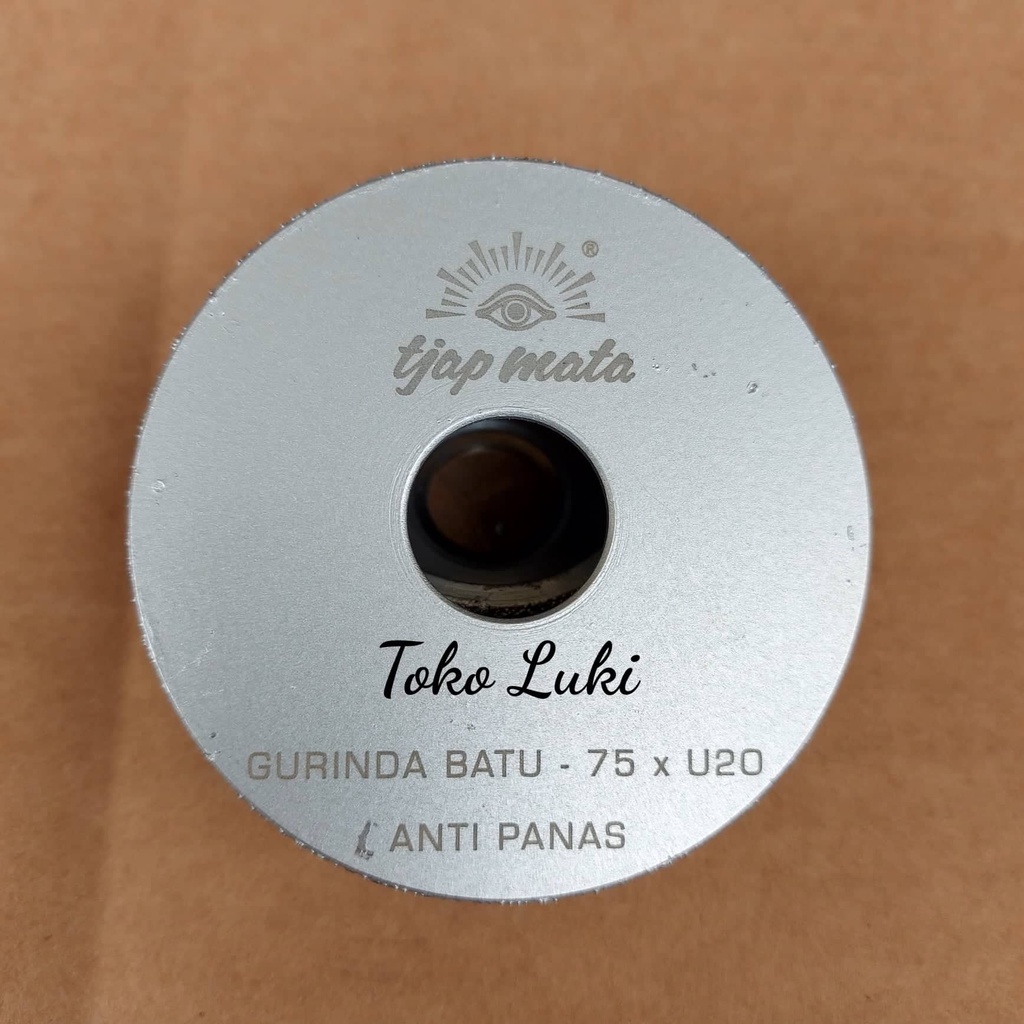 ®
tjap mata
Toko Luki
GURINDA BATU - 75 x U20
ANTI PANAS